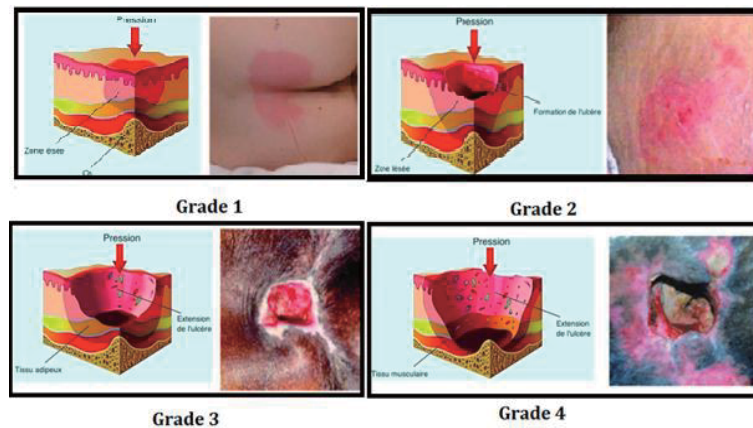 Pression
Zone lésée
Os
Grade 1
Pression
Formation de l'ulcère
Zone lésée
Grade 2
Pression
Extension
de l'ulcère
Tissu adipeux
Grade 3
Pression
Extension
de l'ulcère
Tissu musculaire
Grade 4